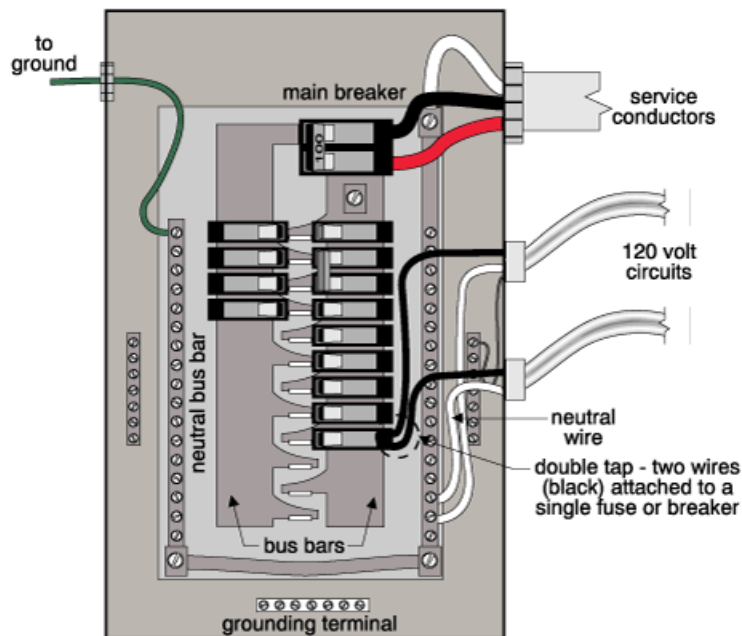 to
ground
main breaker
100
service
conductors
120 volt
circuits
neutral bus bar
neutral
wire
double tap - two wires
(black) attached to a
single fuse or breaker
bus bars
grounding terminal